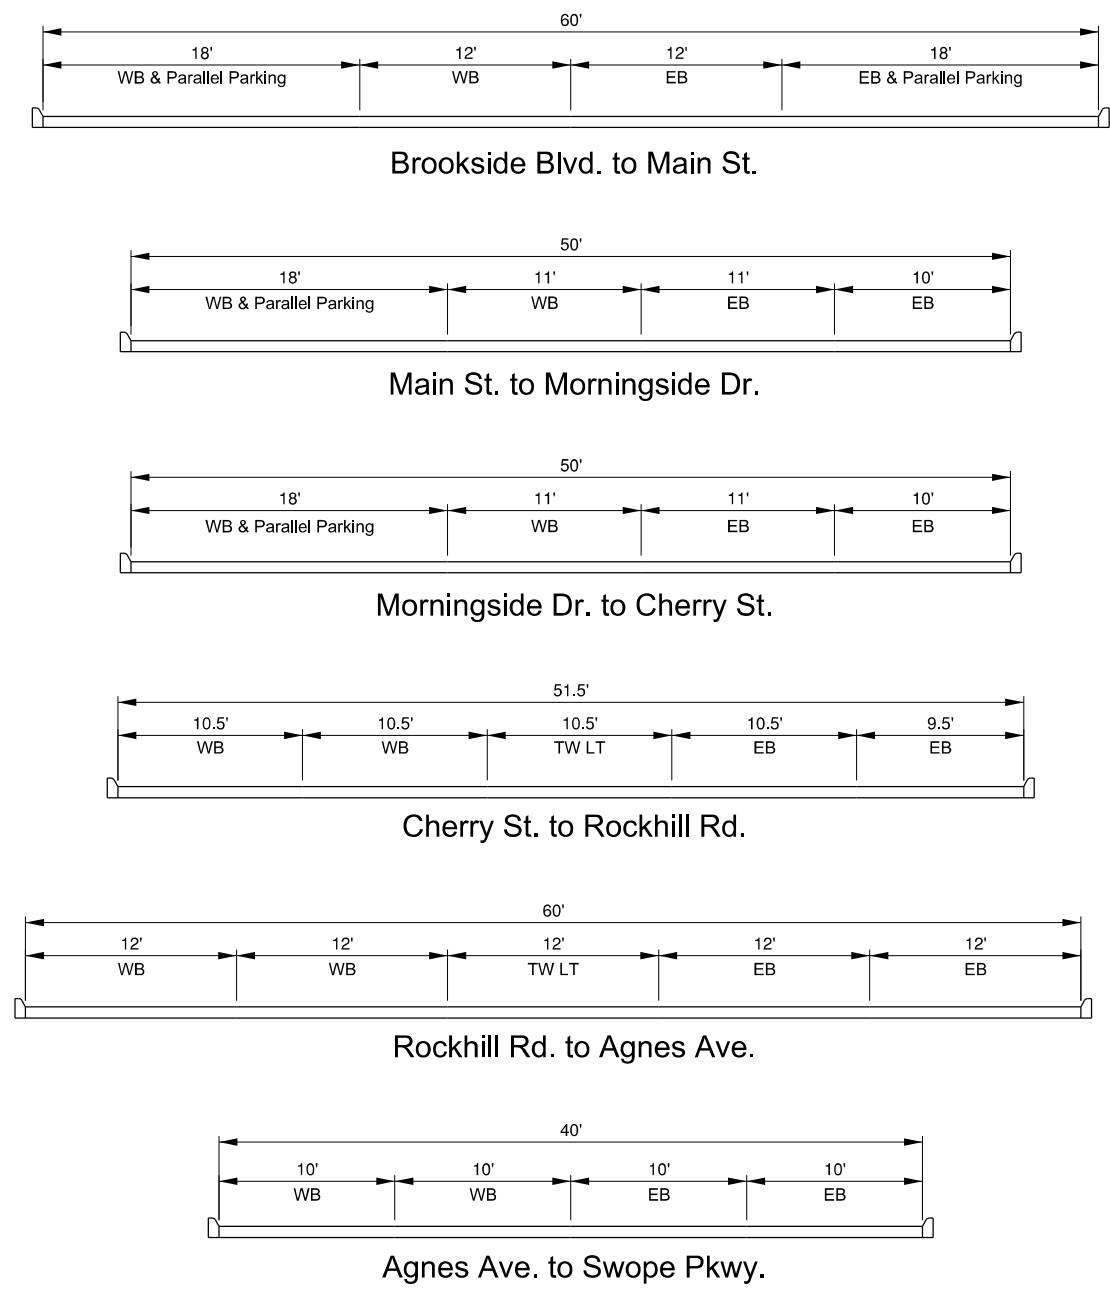 60'
18' 12' 12' 18'
WB & Parallel Parking WB EB EB & Parallel Parking
Brookside Blvd. to Main St.
50'
18' 11' 11' 10'
WB & Parallel Parking WB EB EB
Main St. to Morningside Dr.
50'
18' 11' 11' 10'
WB & Parallel Parking WB EB EB
Morningside Dr. to Cherry St.
51.5'
10.5' 10.5' 10.5' 10.5' 9.5'
WB WB TW LT EB EB
Cherry St. to Rockhill Rd.
60'
12' 12' 12' 12' 12'
WB WB TW LT EB EB
Rockhill Rd. to Agnes Ave.
40'
10' 10' 10' 10'
WB WB EB EB
Agnes Ave. to Swope Pkwy.